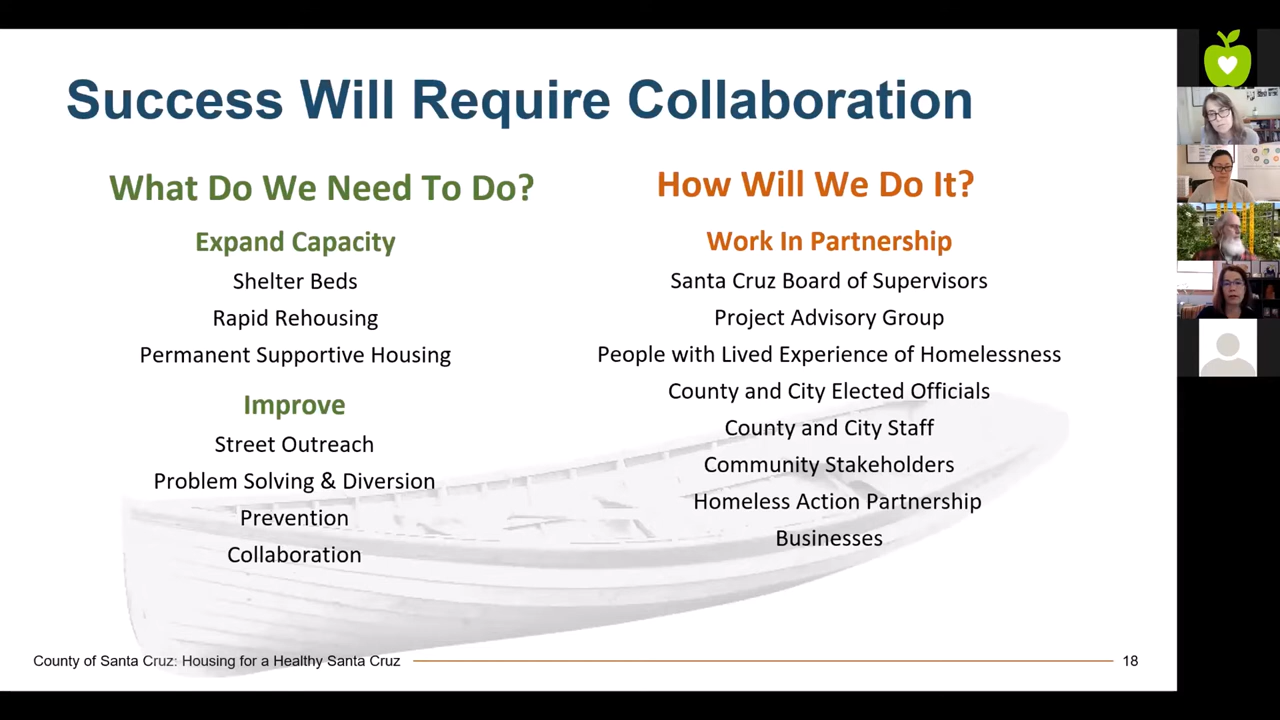 Success Will Require Collaboration
What Do We Need To Do?
Expand Capacity
Shelter Beds
Rapid Rehousing
Permanent Supportive Housing
Improve
Street Outreach
Problem Solving & Diversion
Prevention
Collaboration
How Will We Do It?
Work In Partnership
Santa Cruz Board of Supervisors
Project Advisory Group
People with Lived Experience of Homelessness
County and City Elected Officials
County and City Staff
Community Stakeholders
Homeless Action Partnership
Businesses
County of Santa Cruz: Housing for a Healthy Santa Cruz
18